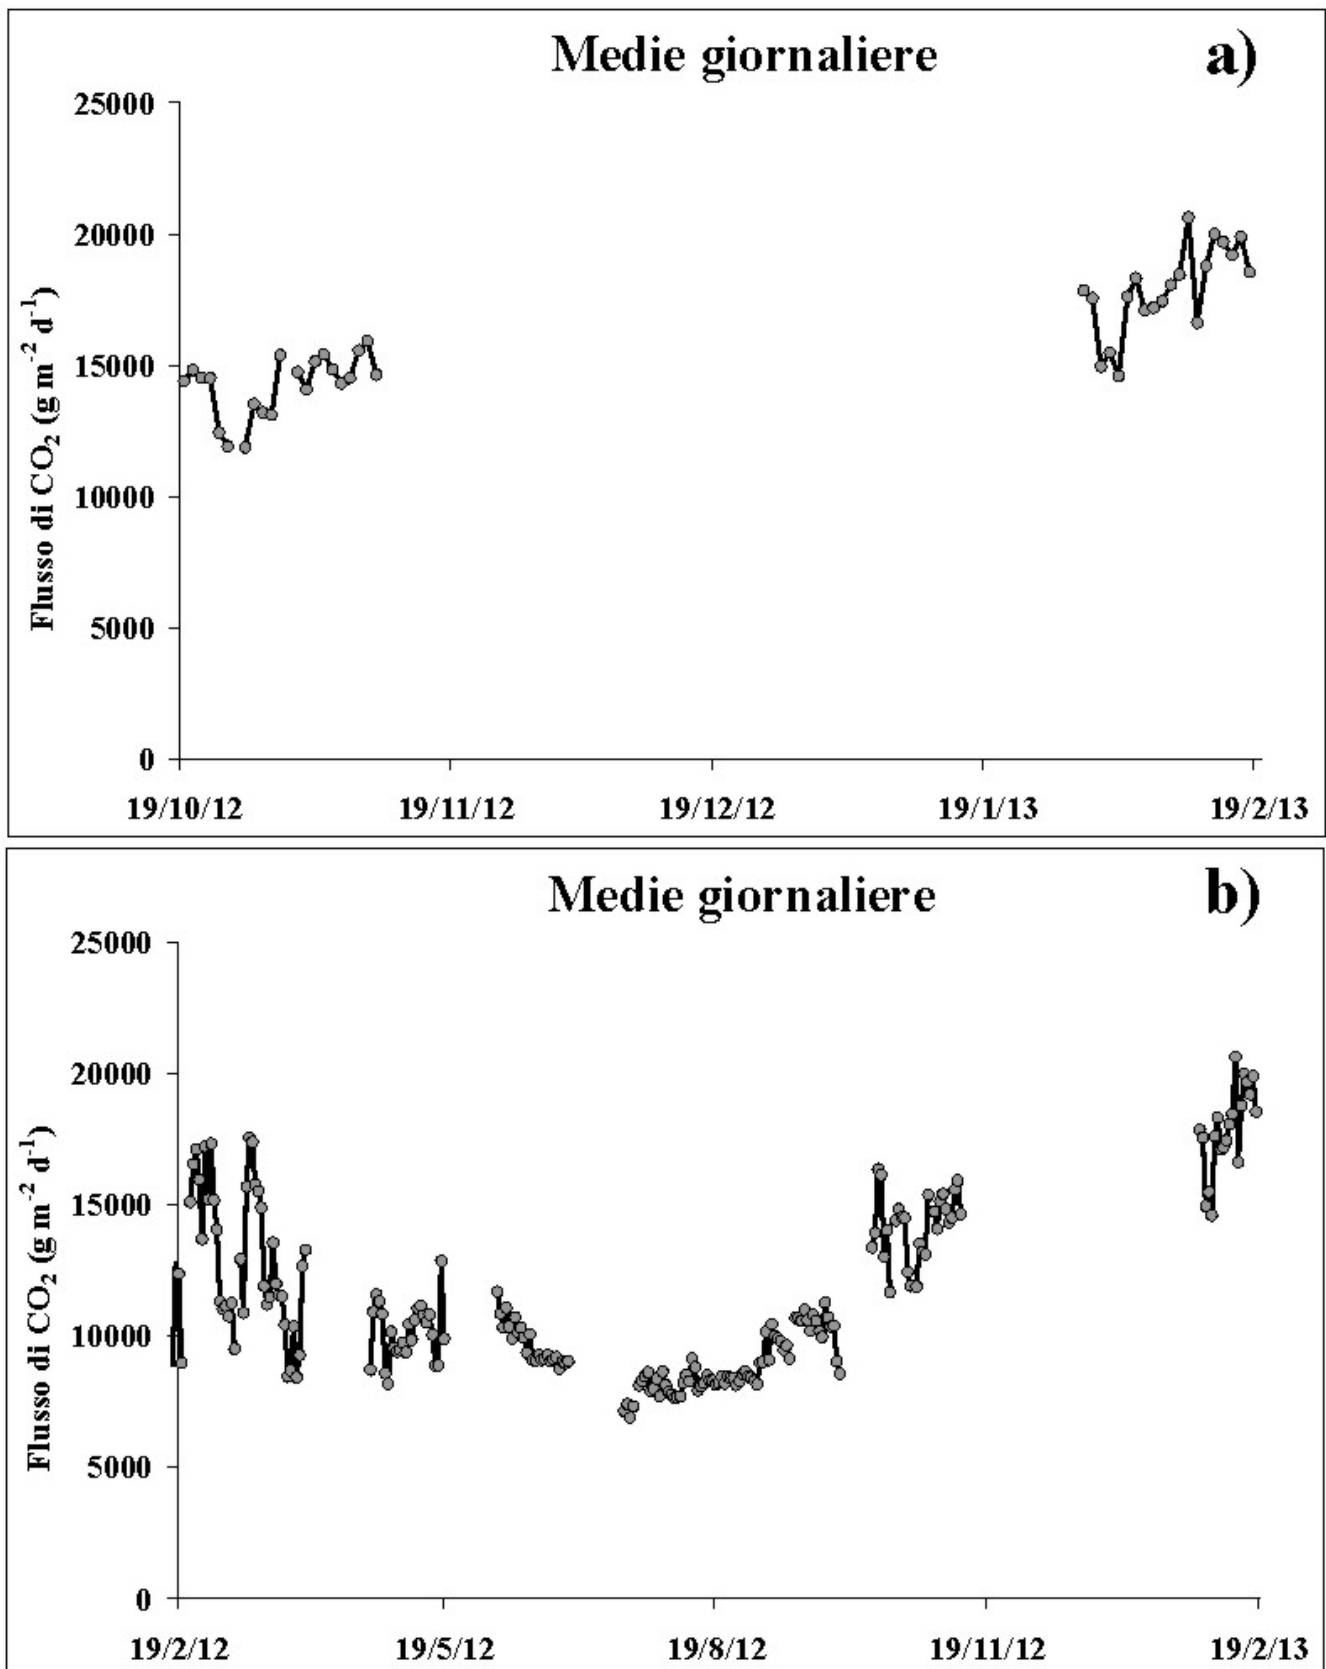 Medie giornaliere
a)
25000
20000
15000
10000
5000
0
Flusso di CO2 (g m-2 d-1)
19/10/12 19/11/12 19/12/12 19/1/13 19/2/13
Medie giornaliere
b)
25000
20000
15000
10000
5000
0
Flusso di CO2 (g m-2 d-1)
19/2/12 19/5/12 19/8/12 19/11/12 19/2/13